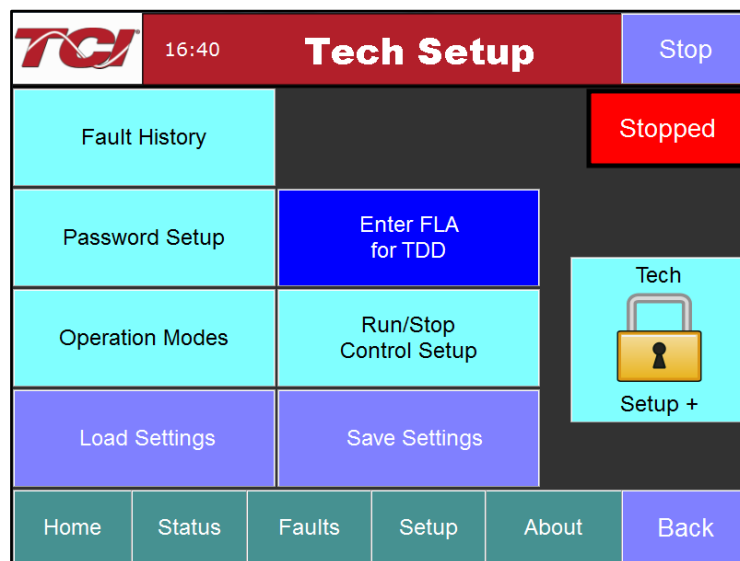 TCI
16:40
Tech Setup
Stop
Fault History
Stopped
Password Setup
Enter FLA
for TDD
Tech
Operation Modes
Run/Stop
Control Setup
Setup +
Load Settings
Save Settings
Home
Status
Faults
Setup
About
Back